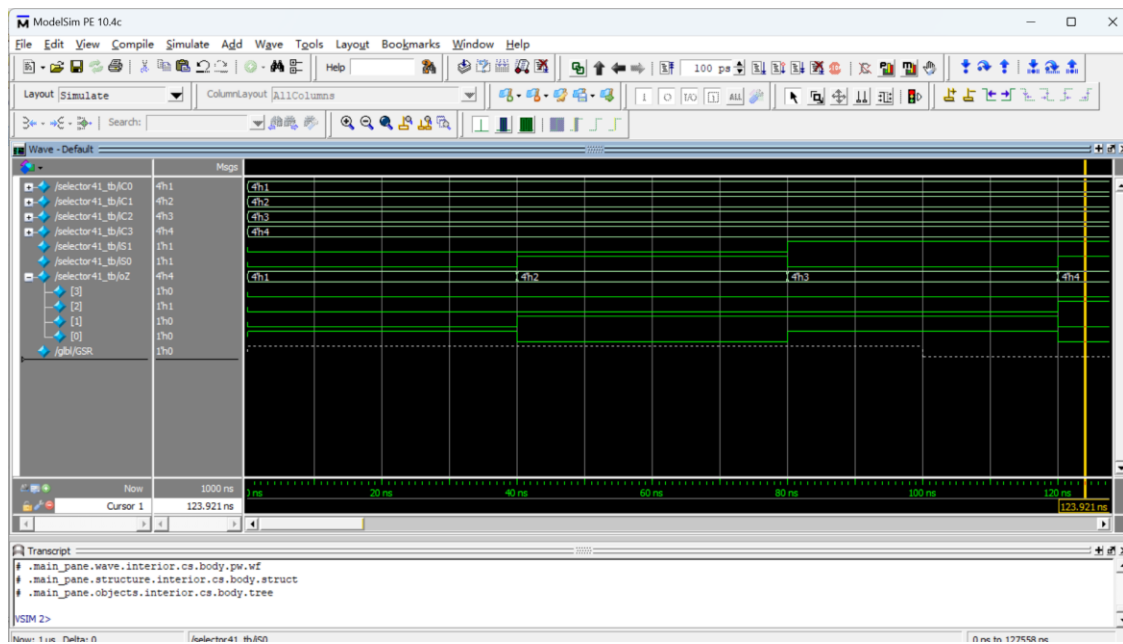 ModelSim PE 10.4c
File Edit View Compile Simulate Add Wave Tools Layout Bookmarks Window Help
Help 100 ps
Layout Simulate ColumnLayout AllColumns
Search:
Wave - Default
Msgs
/selector41_tb/iC0 4'h1 4'h1
/selector41_tb/iC1 4'h2 4'h2
/selector41_tb/iC2 4'h3 4'h3
/selector41_tb/iC3 4'h4 4'h4
/selector41_tb/iS1 1'h1
/selector41_tb/iS0 1'h1
/selector41_tb/oZ 4'h4 4'h1 4'h2 4'h3 4'h4
[3] 1'h0
[2] 1'h1
[1] 1'h0
[0] 1'h0
/glbl/GSR 1'h0
Now 1000 ns ns 20 ns 40 ns 60 ns 80 ns 100 ns 120 ns
Cursor 1 123.921 ns 123.921 ns
Transcript
# .main_pane.wave.interior.cs.body.pw.wf
# .main_pane.structure.interior.cs.body.struct
# .main_pane.objects.interior.cs.body.tree
VSIM 2>
Now: 1 us Delta: 0 /selector41_tb/iS0 0 ps to 127558 ps